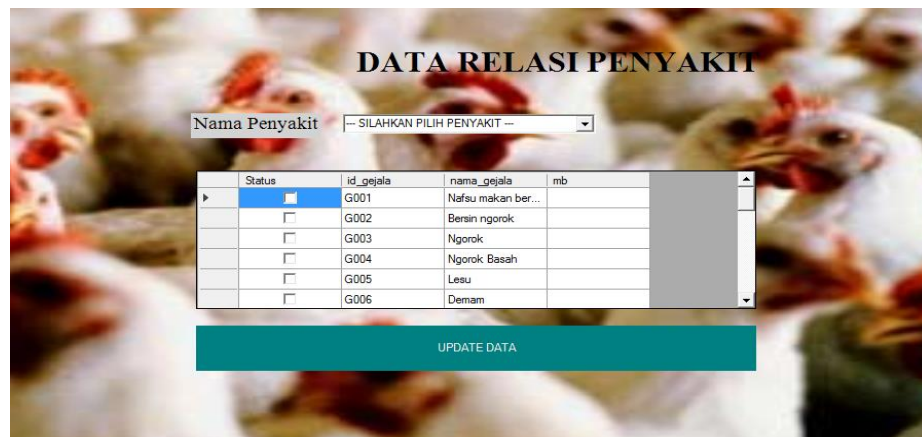 DATA RELASI PENYAKIT
Nama Penyakit --- SILAHKAN PILIH PENYAKIT ---
Status id_gejala nama_gejala mb
G001 Nafsu makan ber...
G002 Bersin ngorok
G003 Ngorok
G004 Ngorok Basah
G005 Lesu
G006 Demam
UPDATE DATA